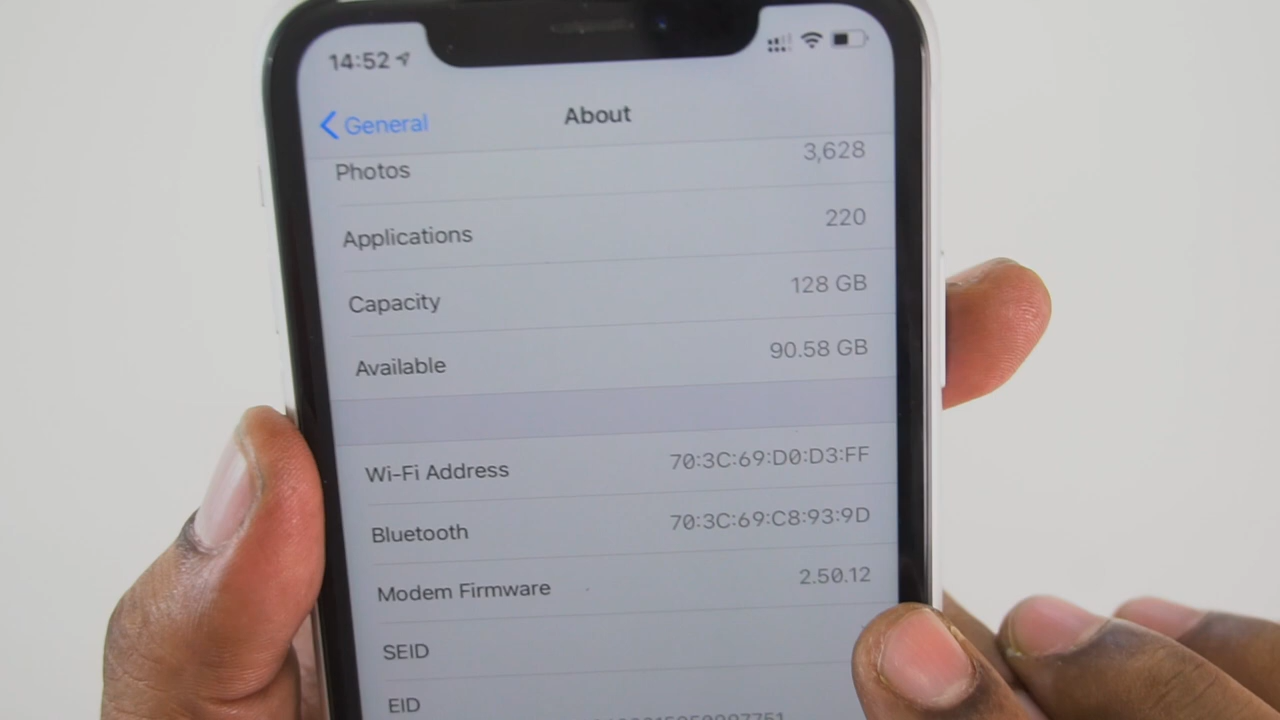 14:52
General
About
Photos 3,628
Applications 220
Capacity 128 GB
Available 90.58 GB
Wi-Fi Address 70:3C:69:D0:D3:FF
Bluetooth 70:3C:69:C8:93:9D
Modem Firmware 2.50.12
SEID
EID